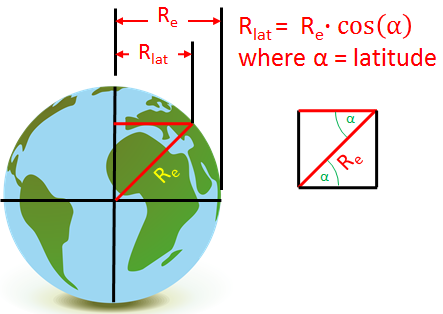 Re
Rlat
Rlat = Re· cos(α)
where α = latitude
Re
α
Re
α